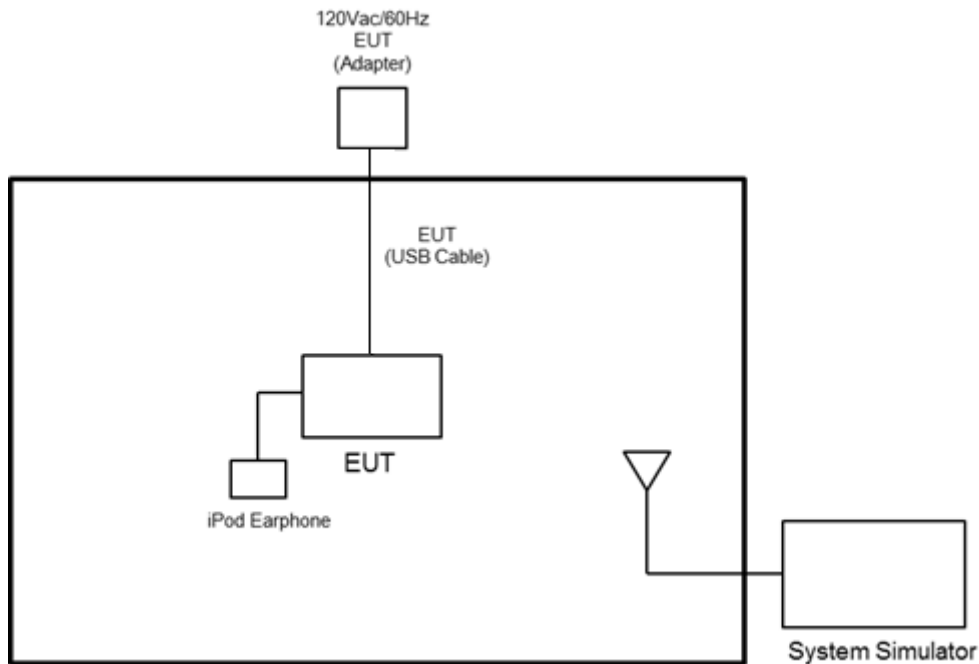 120Vac/60Hz
EUT
(Adapter)
EUT
(USB Cable)
EUT
iPod Earphone
System Simulator